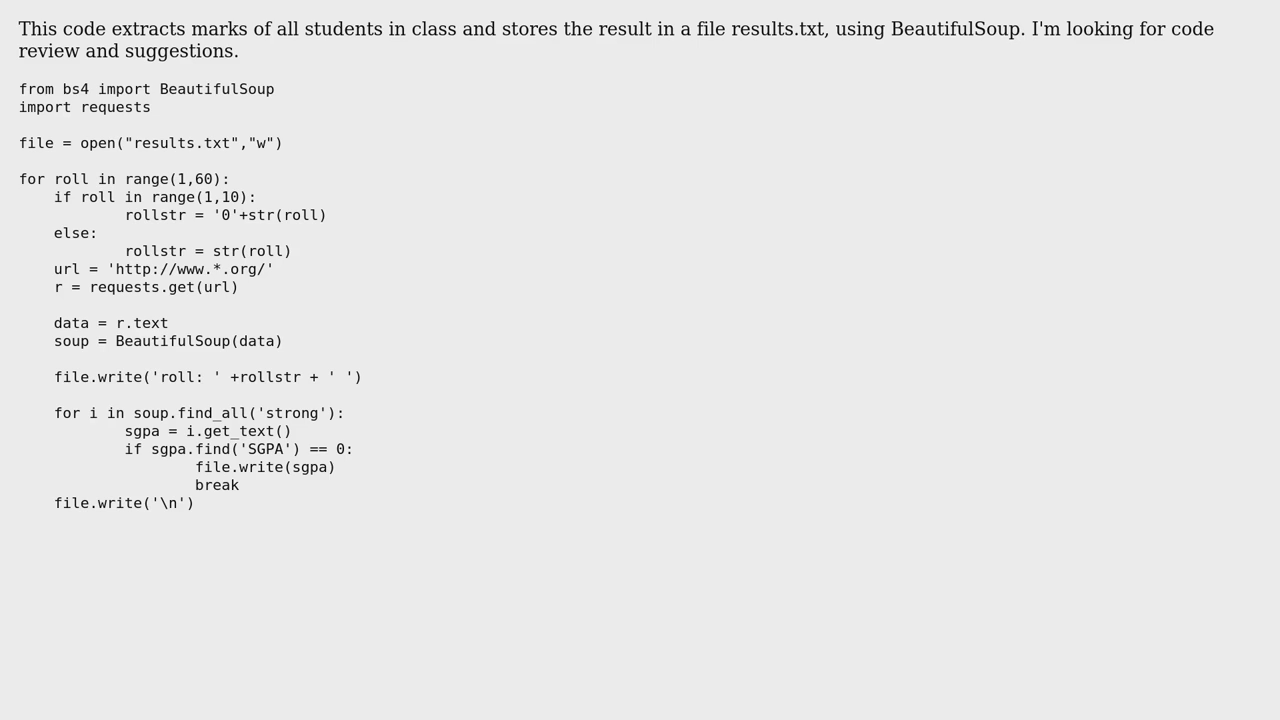 This code extracts marks of all students in class and stores the result in a file results.txt, using BeautifulSoup. I'm looking for code
review and suggestions.
from bs4 import BeautifulSoup
import requests
file = open("results.txt","w")
for roll in range(1,60):
    if roll in range(1,10):
            rollstr = '0'+str(roll)
    else:
            rollstr = str(roll)
    url = 'http://www.*.org/'
    r = requests.get(url)
    data = r.text
    soup = BeautifulSoup(data)
    file.write('roll: ' +rollstr + ' ')
    for i in soup.find_all('strong'):
            sgpa = i.get_text()
            if sgpa.find('SGPA') == 0:
                    file.write(sgpa)
                    break
    file.write('\n')